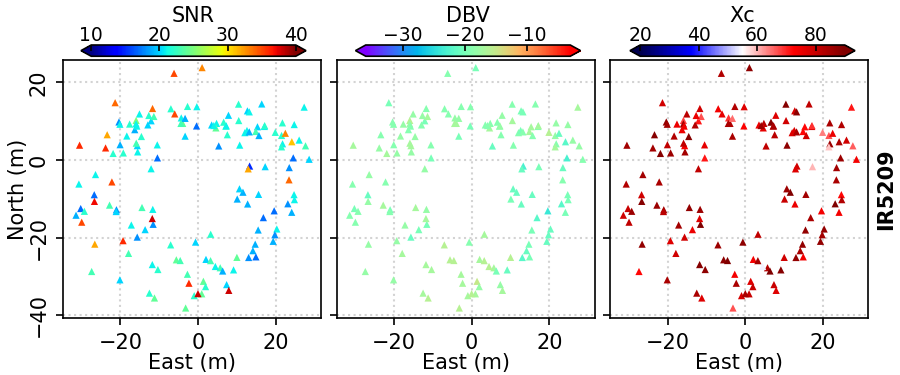 SNR DBV Xc
10 20 30 40 −30 −20 −10 20 40 60 80
20
0
−20
−40
North (m)
IR5209
−20 0 20 −20 0 20 −20 0 20
East (m) East (m) East (m)